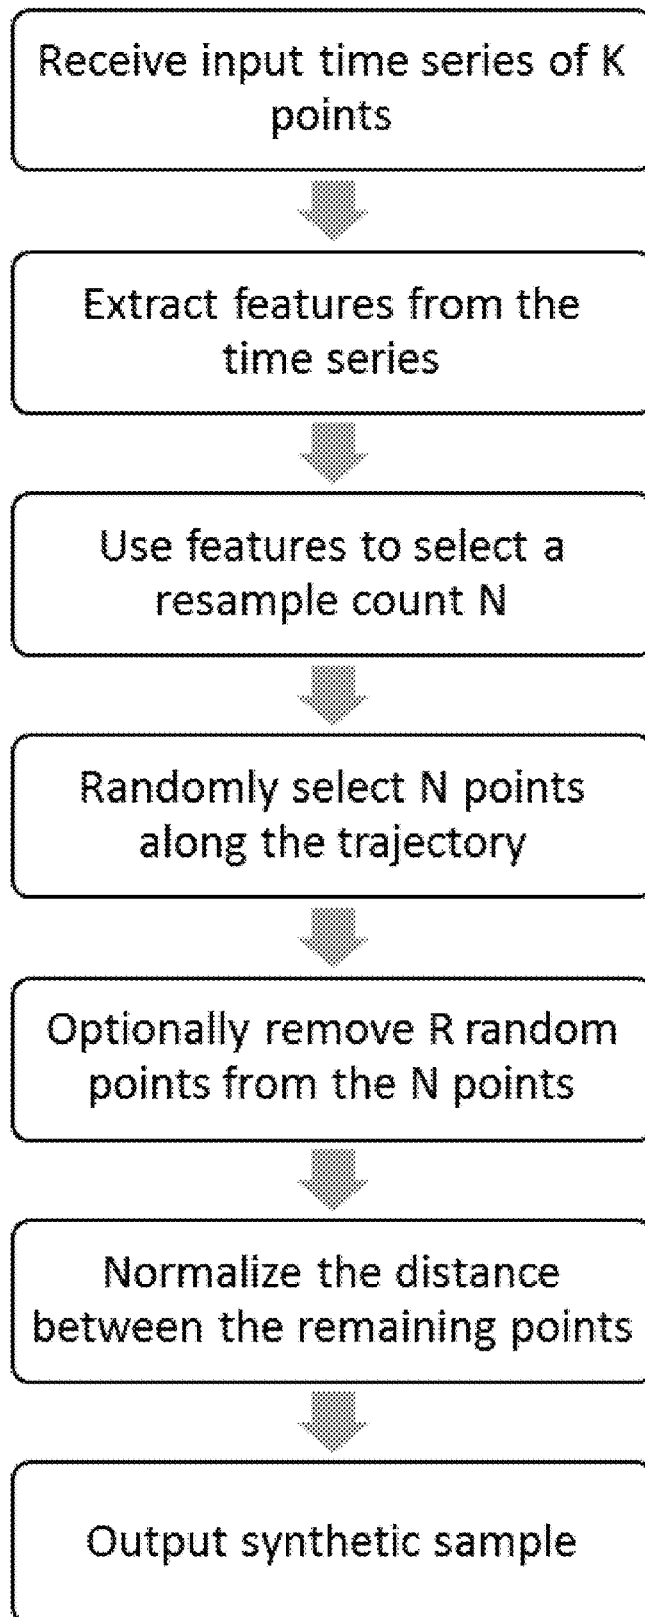 Receive input time series of K
points
Extract features from the
time series
Use features to select a
resample count N
Randomly select N points
along the trajectory
Optionally remove R random
points from the N points
Normalize the distance
between the remaining points
Output synthetic sample